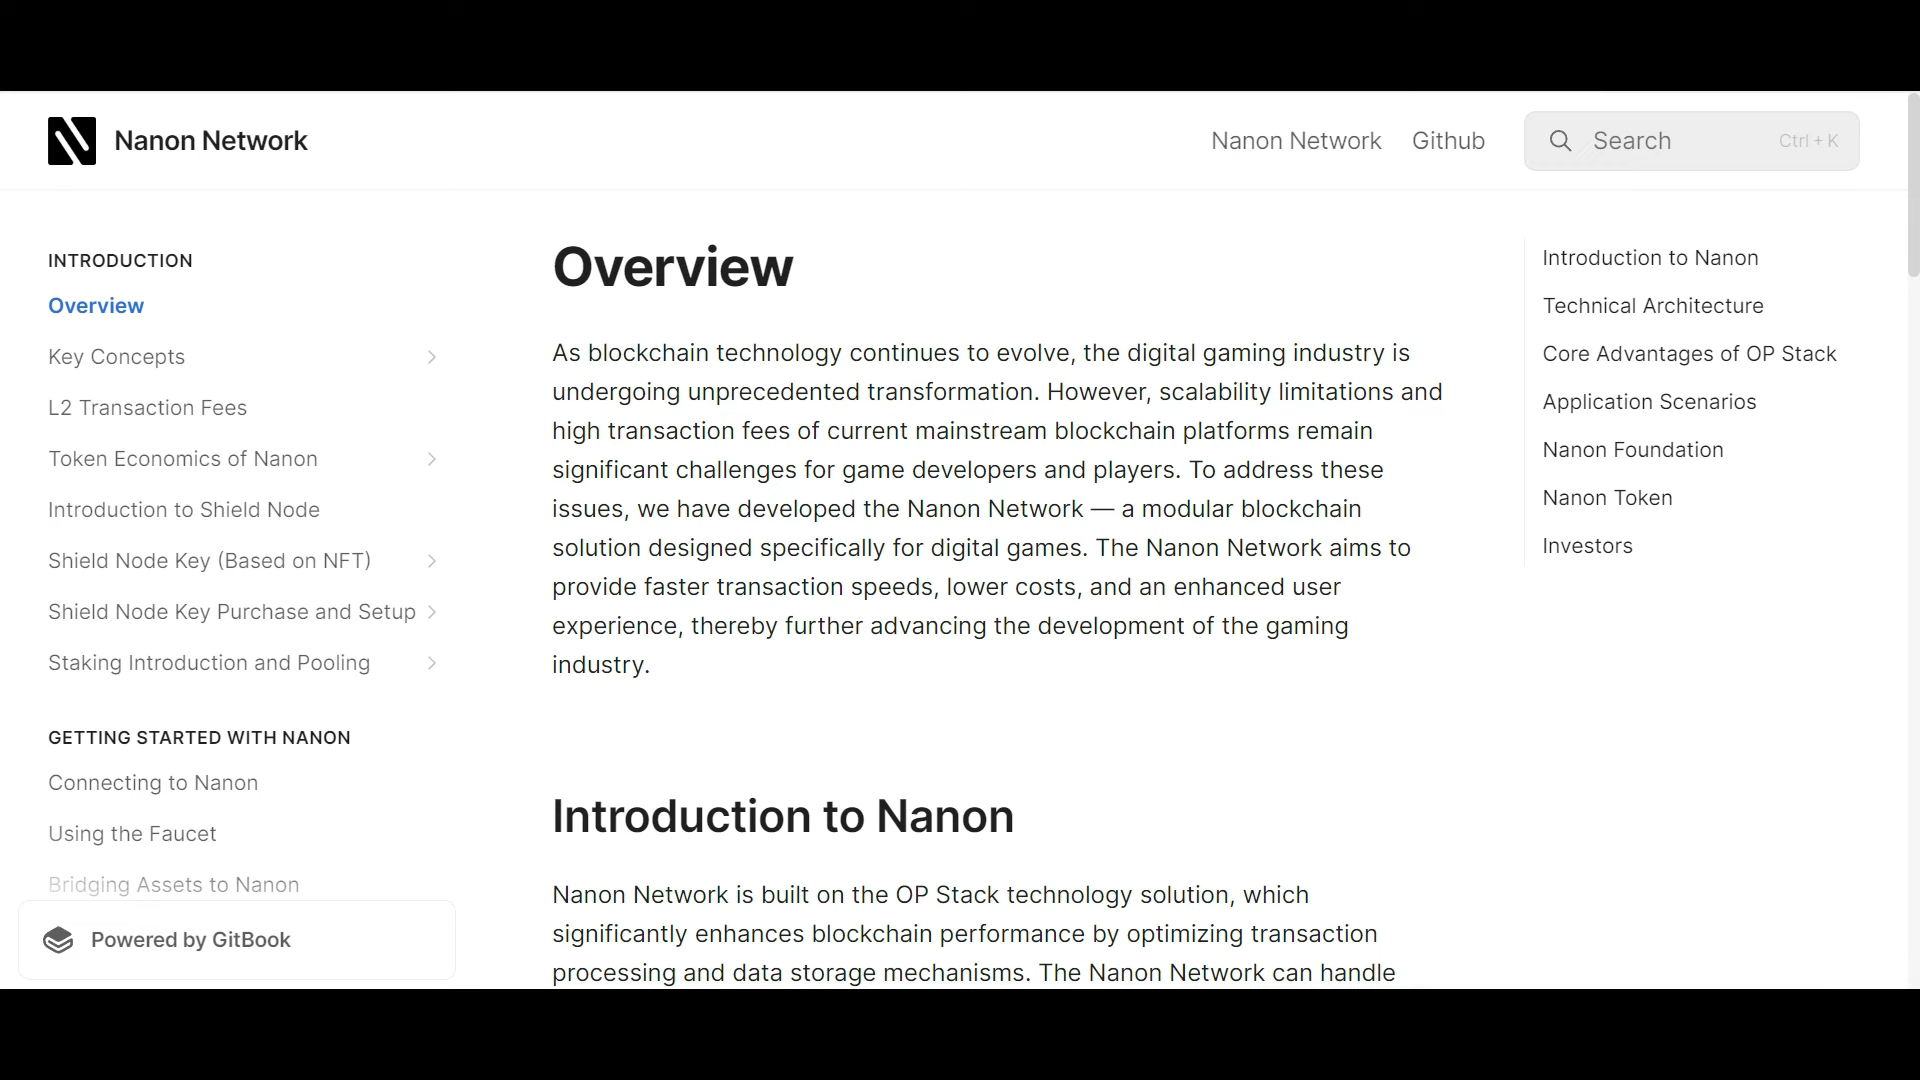 Nanon Network
Nanon Network
Github
Search
Ctrl + K
INTRODUCTION
Overview
Key Concepts
L2 Transaction Fees
Token Economics of Nanon
Introduction to Shield Node
Shield Node Key (Based on NFT)
Shield Node Key Purchase and Setup
Staking Introduction and Pooling
GETTING STARTED WITH NANON
Connecting to Nanon
Using the Faucet
Bridging Assets to Nanon
Powered by GitBook
Overview
As blockchain technology continues to evolve, the digital gaming industry is
undergoing unprecedented transformation. However, scalability limitations and
high transaction fees of current mainstream blockchain platforms remain
significant challenges for game developers and players. To address these
issues, we have developed the Nanon Network — a modular blockchain
solution designed specifically for digital games. The Nanon Network aims to
provide faster transaction speeds, lower costs, and an enhanced user
experience, thereby further advancing the development of the gaming
industry.
Introduction to Nanon
Nanon Network is built on the OP Stack technology solution, which
significantly enhances blockchain performance by optimizing transaction
processing and data storage mechanisms. The Nanon Network can handle
Introduction to Nanon
Technical Architecture
Core Advantages of OP Stack
Application Scenarios
Nanon Foundation
Nanon Token
Investors